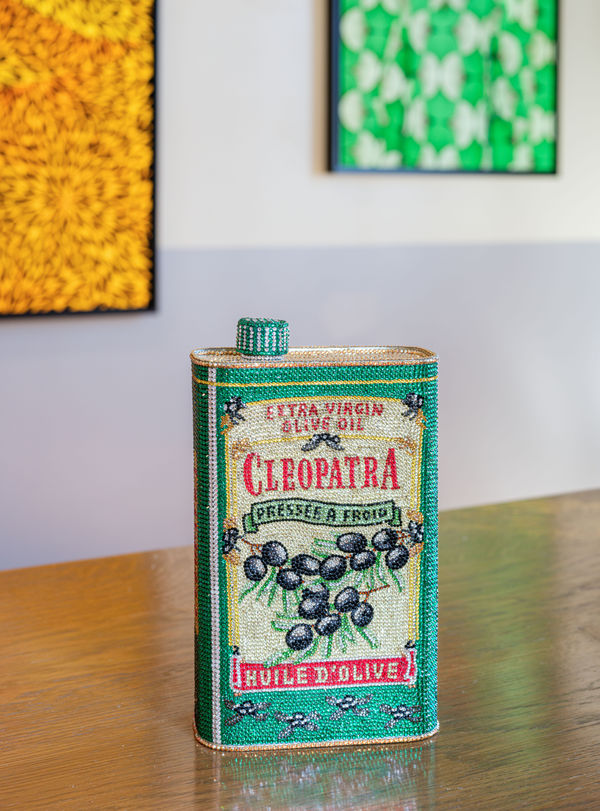 EXTRA VIRGIN
OLIVE OIL
CLEOPATRA
PRESSÉE A FROID
HUILE D'OLIVE